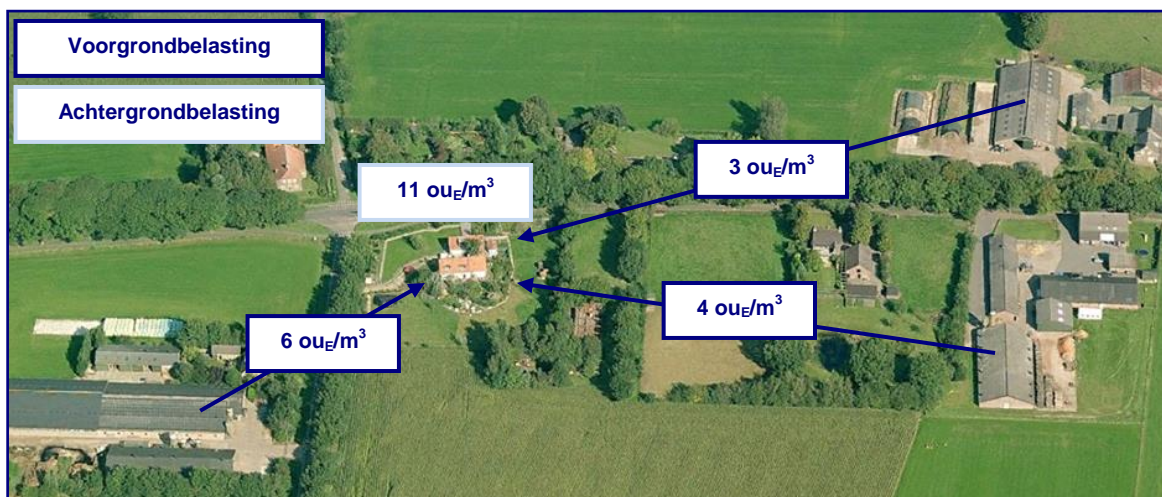 Voorgrondbelasting
Achtergrondbelasting
3 ouE/m³
11 ouE/m³
4 ouE/m³
6 ouE/m³